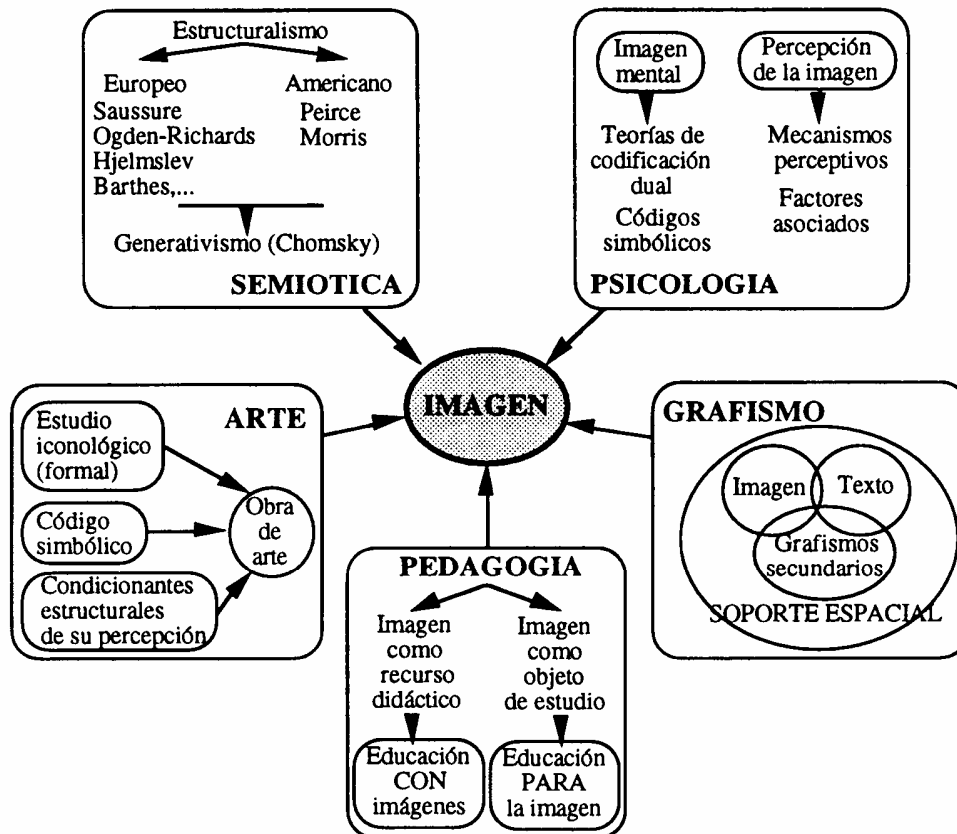 Estructuralismo
Europeo
Saussure
Ogden-Richards
Hjelmslev
Barthes,...
Americano
Peirce
Morris
Generativismo (Chomsky)
SEMIOTICA
Imagen
mental
Teorías de
codificación
dual
Códigos
simbólicos
Percepción
de la imagen
Mecanismos
perceptivos
Factores
asociados
PSICOLOGIA
IMAGEN
ARTE
Estudio
iconológico
(formal)
Código
simbólico
Condicionantes
estructurales
de su percepción
Obra
de
arte
GRAFISMO
Imagen
Texto
Grafismos
secundarios
SOPORTE ESPACIAL
PEDAGOGIA
Imagen
como
recurso
didáctico
Educación
CON
imágenes
Imagen
como
objeto
de estudio
Educación
PARA
la imagen